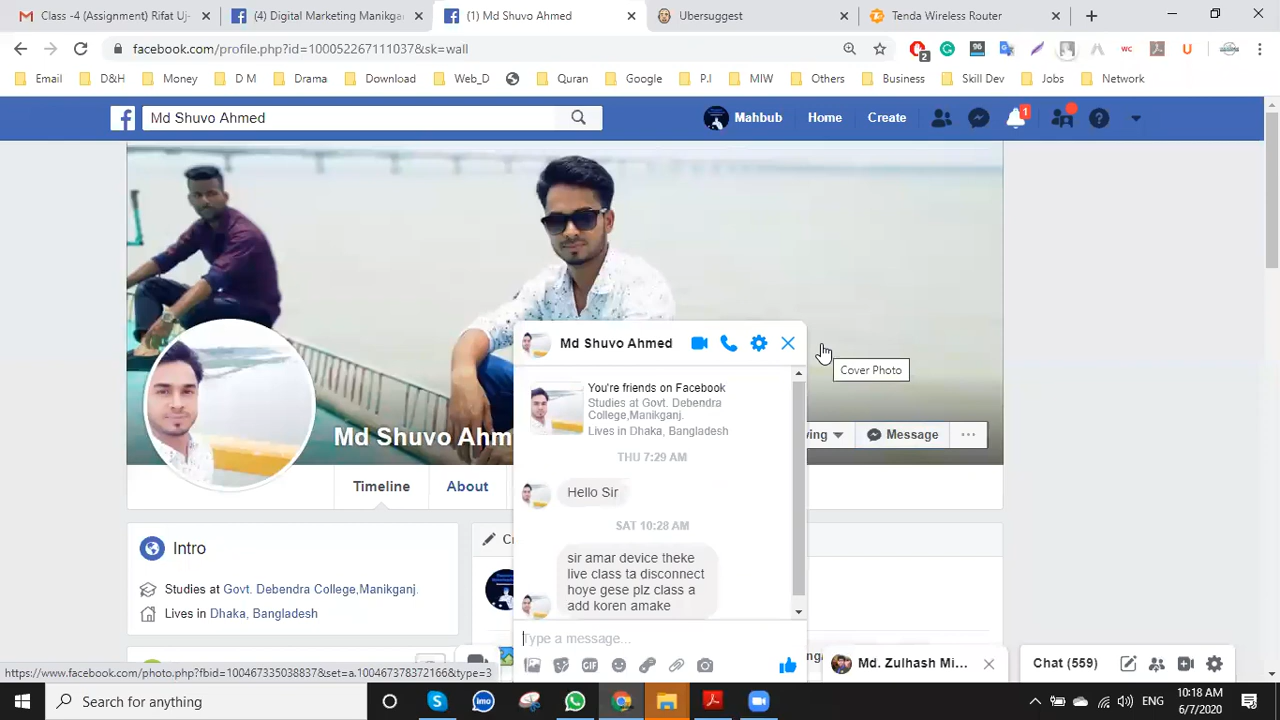 Class -4 (Assignment) Rifat Uj-
(4) Digital Marketing Manikganj
(1) Md Shuvo Ahmed
Ubersuggest
Tenda Wireless Router
facebook.com/profile.php?id=100052267111037&sk=wall
2
96
WC
U
Email
D&H
Money
D M
Drama
Download
Web_D
Quran
Google
P.I
MIW
Others
Business
Skill Dev
Jobs
Network
Md Shuvo Ahmed
Mahbub
Home
Create
1
Cover Photo
Md Shuvo Ahm
ving
Message
Timeline
About
Intro
Studies at Govt. Debendra College,Manikganj.
Lives in Dhaka, Bangladesh
Md Shuvo Ahmed
You're friends on Facebook
Studies at Govt. Debendra
College,Manikganj.
Lives in Dhaka, Bangladesh
THU 7:29 AM
Hello Sir
SAT 10:28 AM
sir amar device theke
live class ta disconnect
hoye gese plz class a
add koren amake
Type a message...
GIF
Md. Zulhash Mi...
Chat (559)
https://www.facebook.com/photo.php?fbid=100467335038837&set=a.100467378372166&type=3
Search for anything
ENG
10:18 AM
6/7/2020